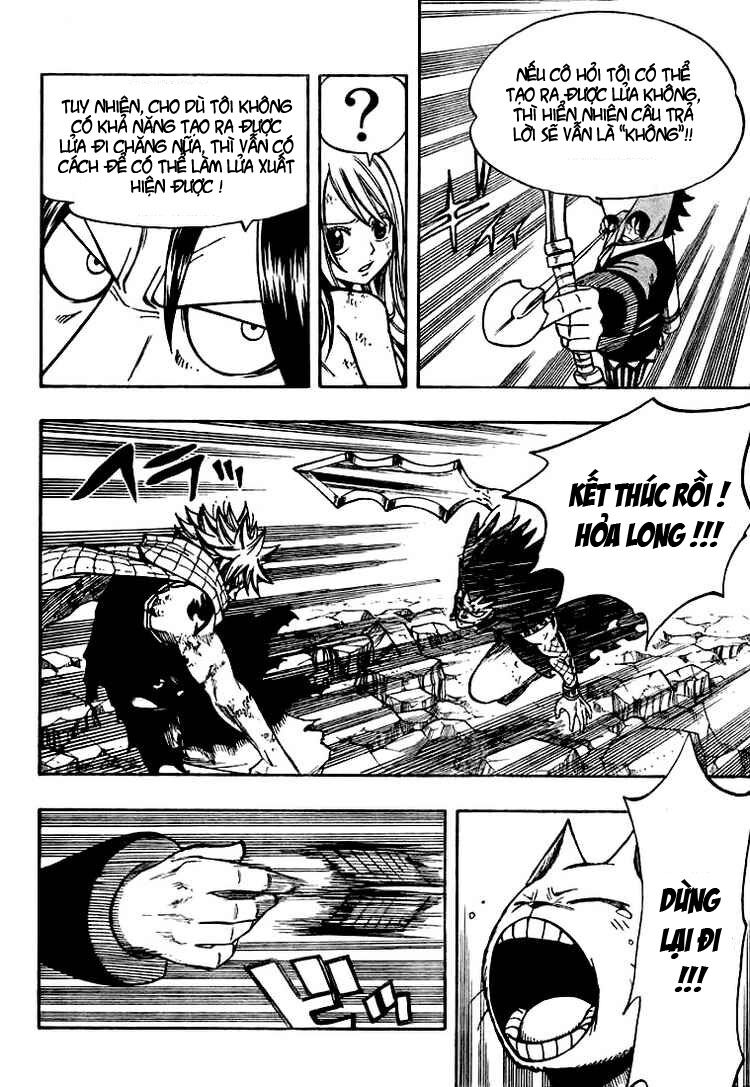 NẾU CÔ HỎI TÔI CÓ THỂ
TẠO RA ĐƯỢC LỬA KHÔNG,
THÌ HIỂN NHIÊN CÂU TRẢ
LỜI SẼ VẪN LÀ "KHÔNG"!!
?
TUY NHIÊN, CHO DÙ TÔI KHÔNG
CÓ KHẢ NĂNG TẠO RA ĐƯỢC
LỬA ĐI CHĂNG NỮA, THÌ VẪN CÓ
CÁCH ĐỂ CÓ THỂ LÀM LỬA XUẤT
HIỆN ĐƯỢC !
KẾT THÚC RỒI !
HỎA LONG !!!
ヘラッ
DỪNG
LẠI ĐI
!!!